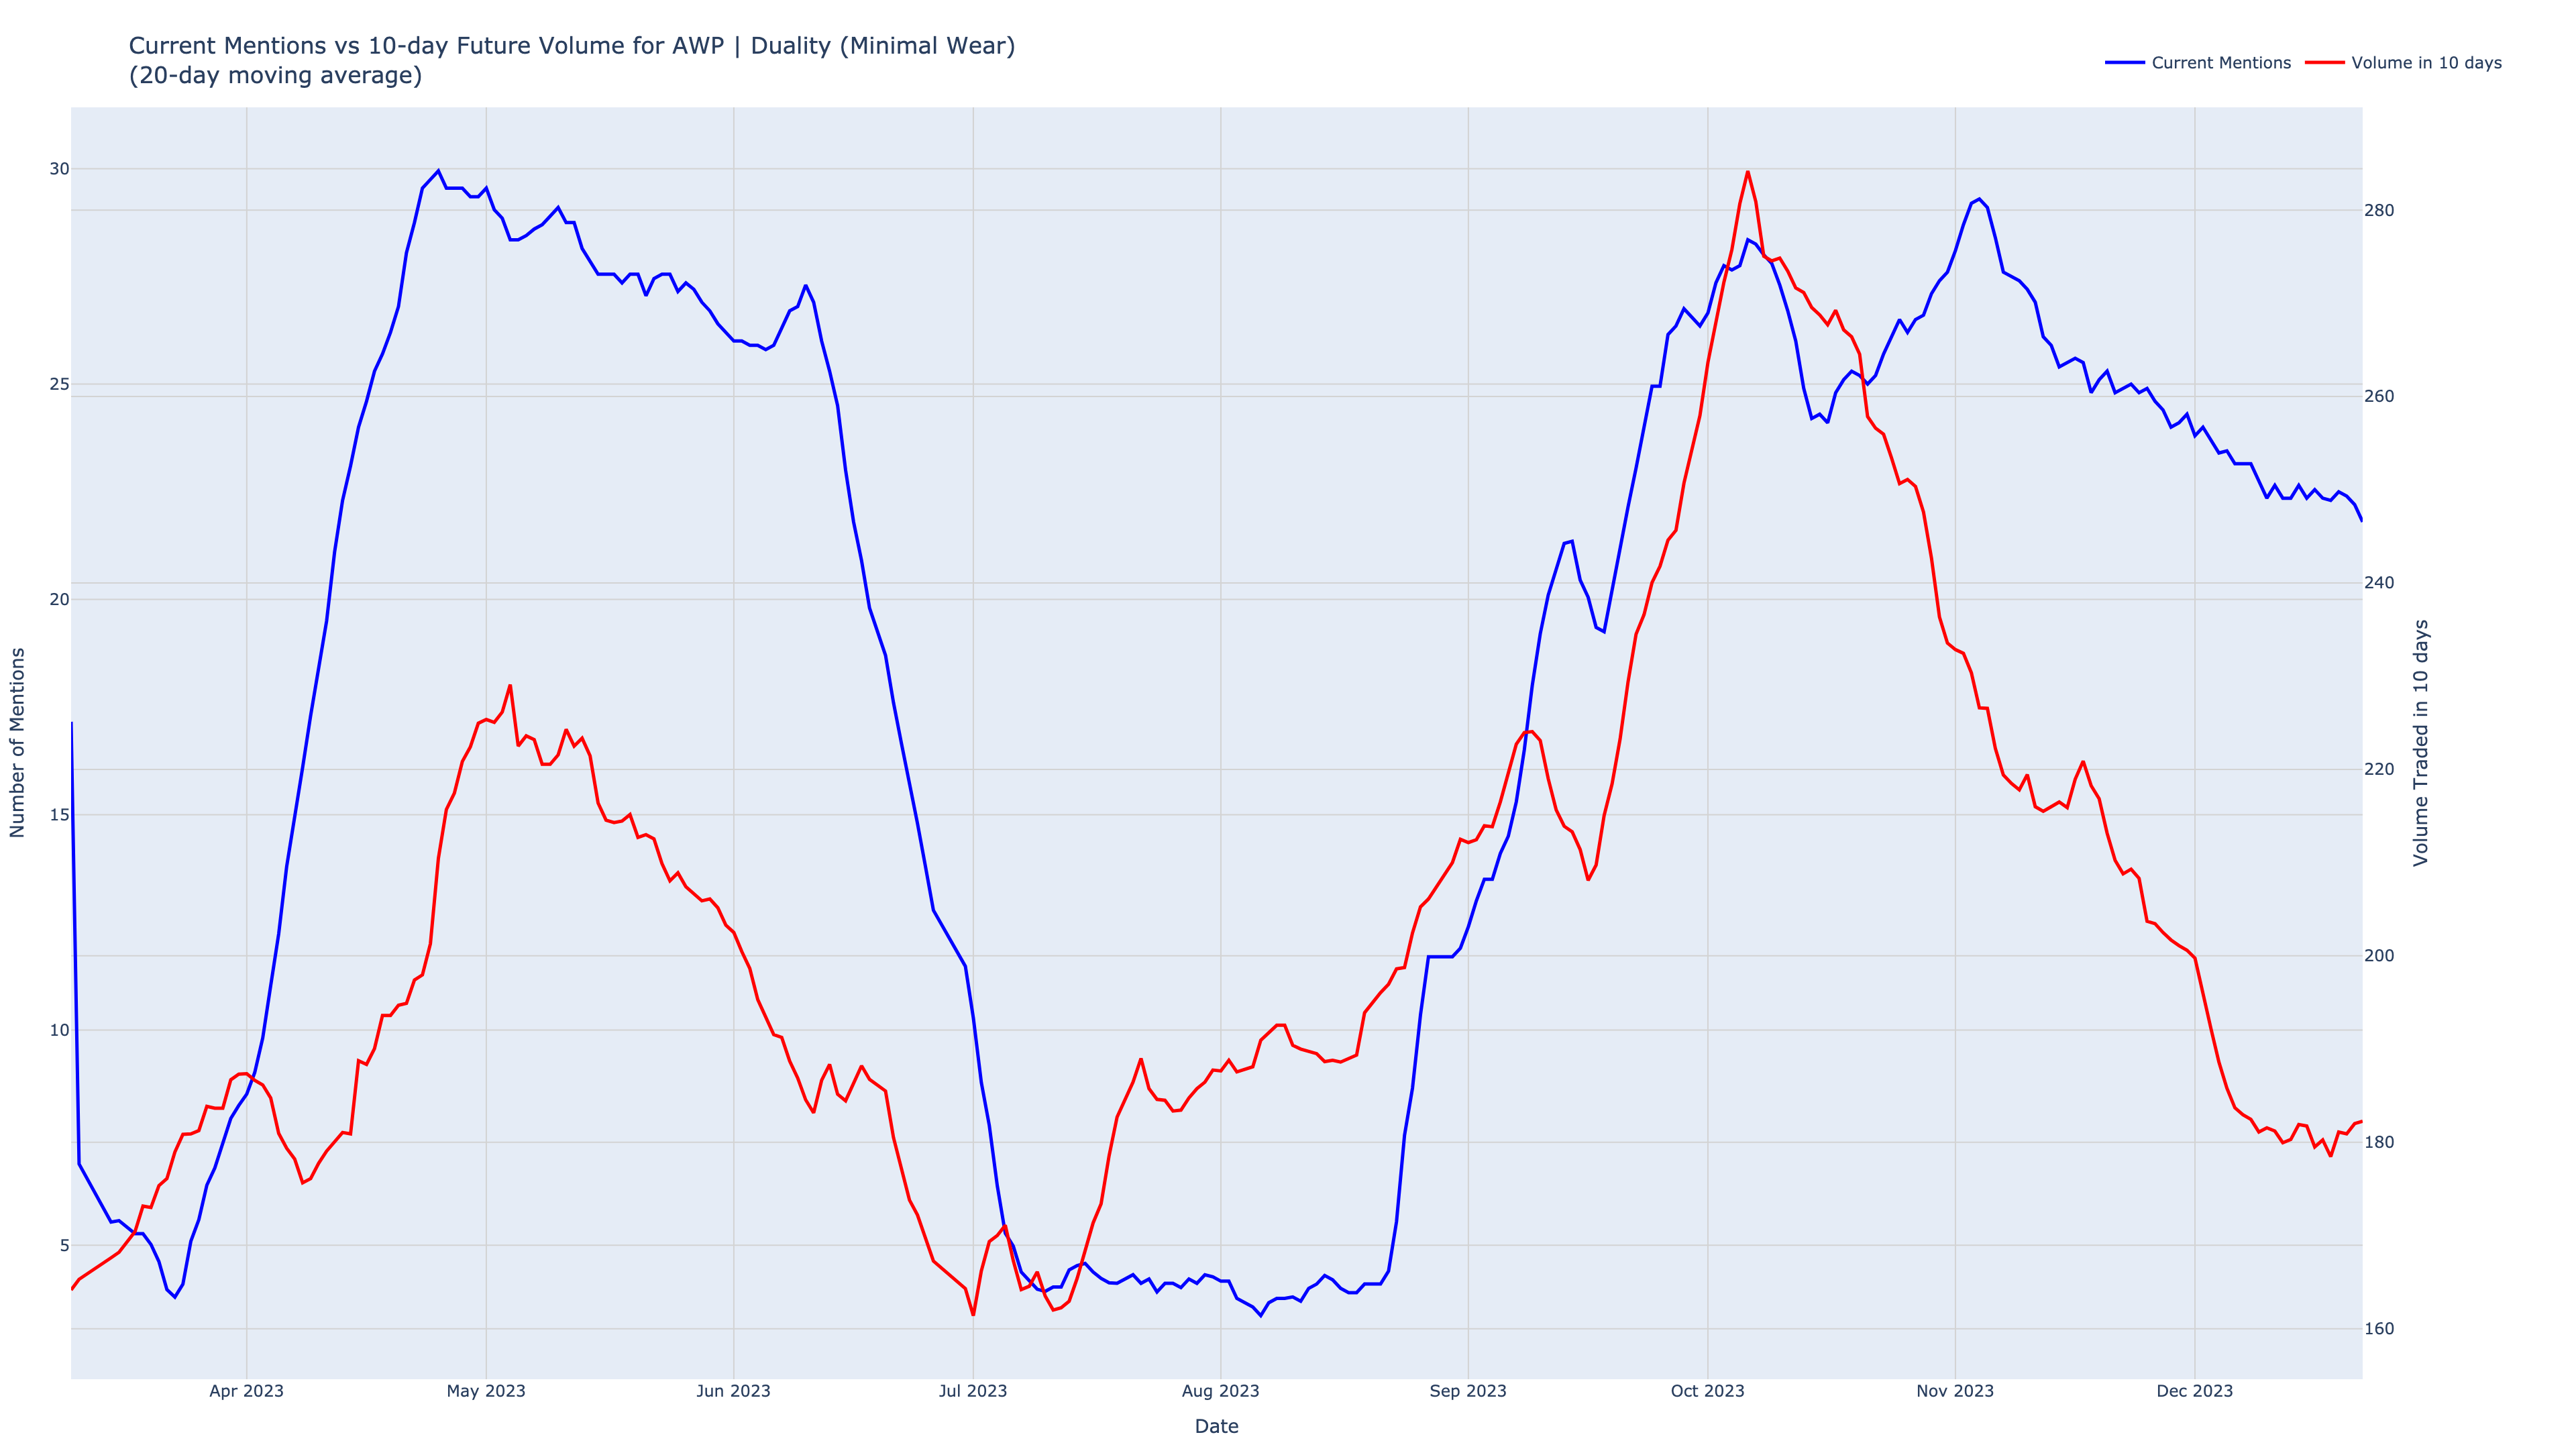 Current Mentions vs 10-day Future Volume for AWP | Duality (Minimal Wear)
(20-day moving average)
Current Mentions
Volume in 10 days
30
25
20
15
10
5
Number of Mentions
280
260
240
220
200
180
160
Volume Traded in 10 days
Apr 2023
May 2023
Jun 2023
Jul 2023
Aug 2023
Sep 2023
Oct 2023
Nov 2023
Dec 2023
Date